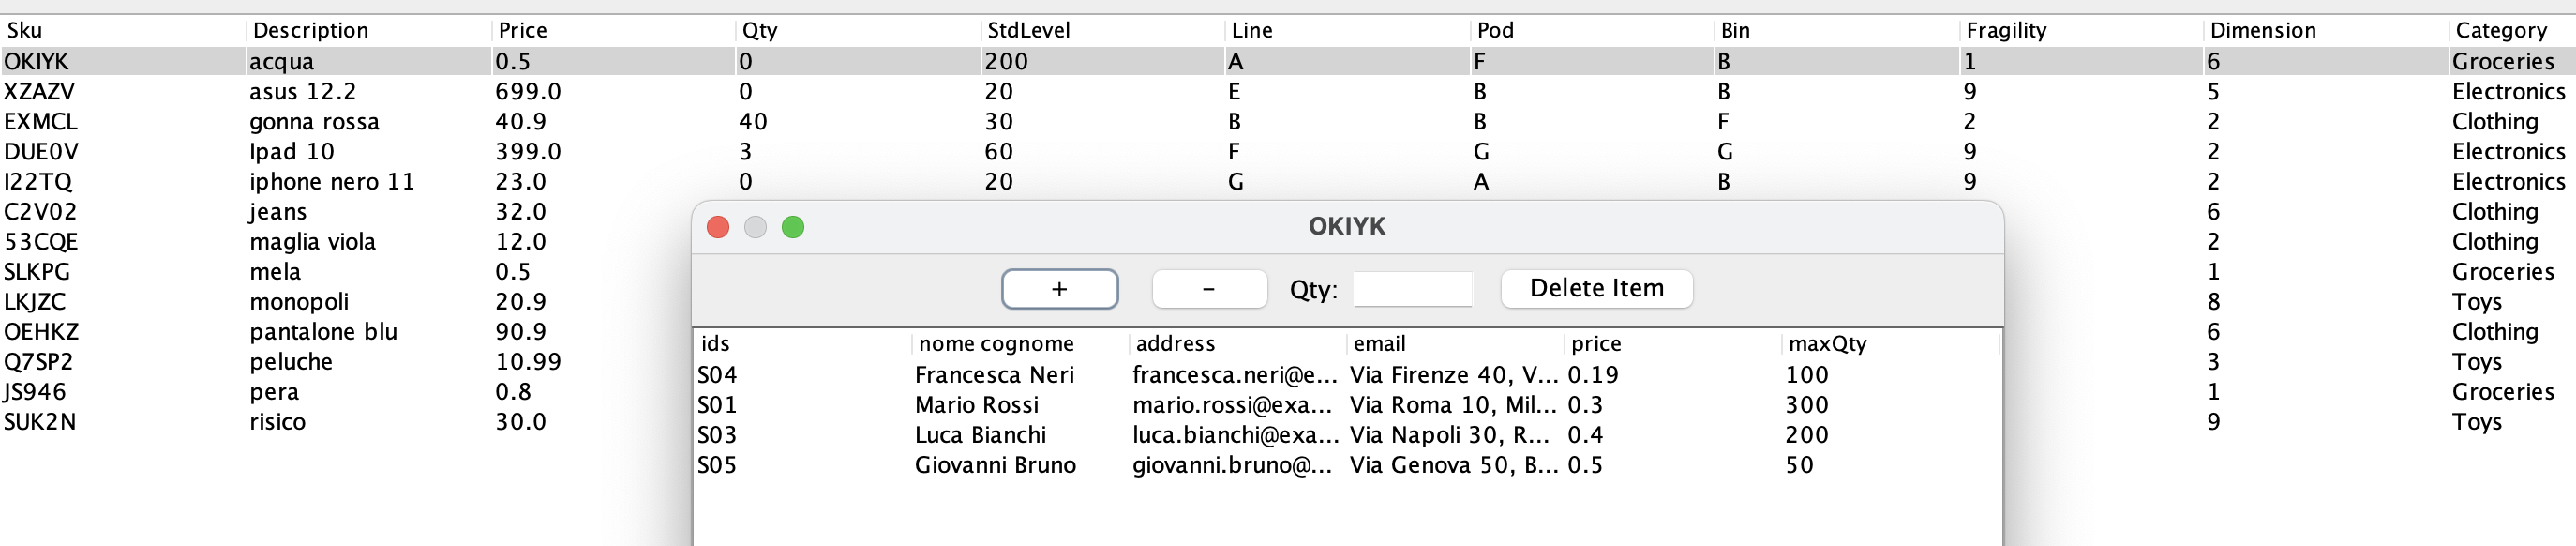 Sku Description Price Qty StdLevel Line Pod Bin Fragility Dimension Category
OKIYK acqua 0.5 0 200 A F B 1 6 Groceries
XZAZV asus 12.2 699.0 0 20 E B B 9 5 Electronics
EXMCL gonna rossa 40.9 40 30 B B F 2 2 Clothing
DUE0V Ipad 10 399.0 3 60 F G G 9 2 Electronics
I22TQ iphone nero 11 23.0 0 20 G A B 9 2 Electronics
C2V02 jeans 32.0 6 Clothing
53CQE maglia viola 12.0 2 Clothing
SLKPG mela 0.5 1 Groceries
LKJZC monopoli 20.9 8 Toys
OEHKZ pantalone blu 90.9 6 Clothing
Q7SP2 peluche 10.99 3 Toys
JS946 pera 0.8 1 Groceries
SUK2N risico 30.0 9 Toys
OKIYK
+ - Qty: Delete Item
ids nome cognome address email price maxQty
S04 Francesca Neri francesca.neri@e... Via Firenze 40, V... 0.19 100
S01 Mario Rossi mario.rossi@exa... Via Roma 10, Mil... 0.3 300
S03 Luca Bianchi luca.bianchi@exa... Via Napoli 30, R... 0.4 200
S05 Giovanni Bruno giovanni.bruno@... Via Genova 50, B... 0.5 50